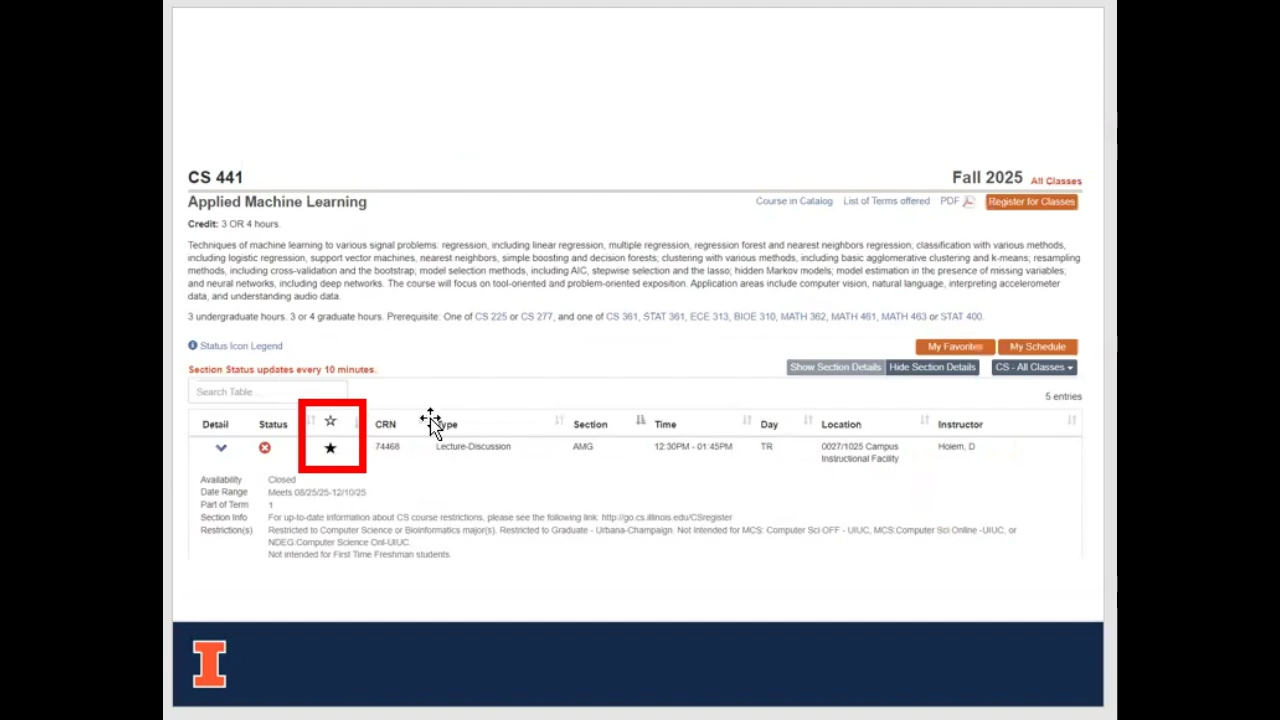 CS 441
Fall 2025 All Classes
Applied Machine Learning
Course in Catalog List of Terms offered PDF Register for Classes
Credit: 3 OR 4 hours.
Techniques of machine learning to various signal problems: regression, including linear regression, multiple regression, regression forest and nearest neighbors regression; classification with various methods,
including logistic regression, support vector machines, nearest neighbors, simple boosting and decision forests; clustering with various methods, including basic agglomerative clustering and k-means; resampling
methods, including cross-validation and the bootstrap; model selection methods, including AIC, stepwise selection and the lasso; hidden Markov models; model estimation in the presence of missing variables;
and neural networks, including deep networks. The course will focus on tool-oriented and problem-oriented exposition. Application areas include computer vision, natural language, interpreting accelerometer
data, and understanding audio data.
3 undergraduate hours. 3 or 4 graduate hours. Prerequisite: One of CS 225 or CS 277, and one of CS 361, STAT 361, ECE 313, BIOE 310, MATH 362, MATH 461, MATH 463 or STAT 400.
Status Icon Legend
My Favorites My Schedule
Section Status updates every 10 minutes.
Show Section Details Hide Section Details CS - All Classes
Search Table
5 entries
Detail Status CRN Type Section Time Day Location Instructor
74468 Lecture-Discussion AMG 12:30PM - 01:45PM TR 0027/1025 Campus Hoiem, D
Instructional Facility
Availability Closed
Date Range Meets 08/25/25-12/10/25
Part of Term 1
Section Info For up-to-date information about CS course restrictions, please see the following link: http://go.cs.illinois.edu/CSregister
Restriction(s) Restricted to Computer Science or Bioinformatics major(s). Restricted to Graduate - Urbana-Champaign. Not Intended for MCS: Computer Sci OFF - UIUC, MCS:Computer Sci Online -UIUC, or
NDEG:Computer Science Onl-UIUC.
Not intended for First Time Freshman students.